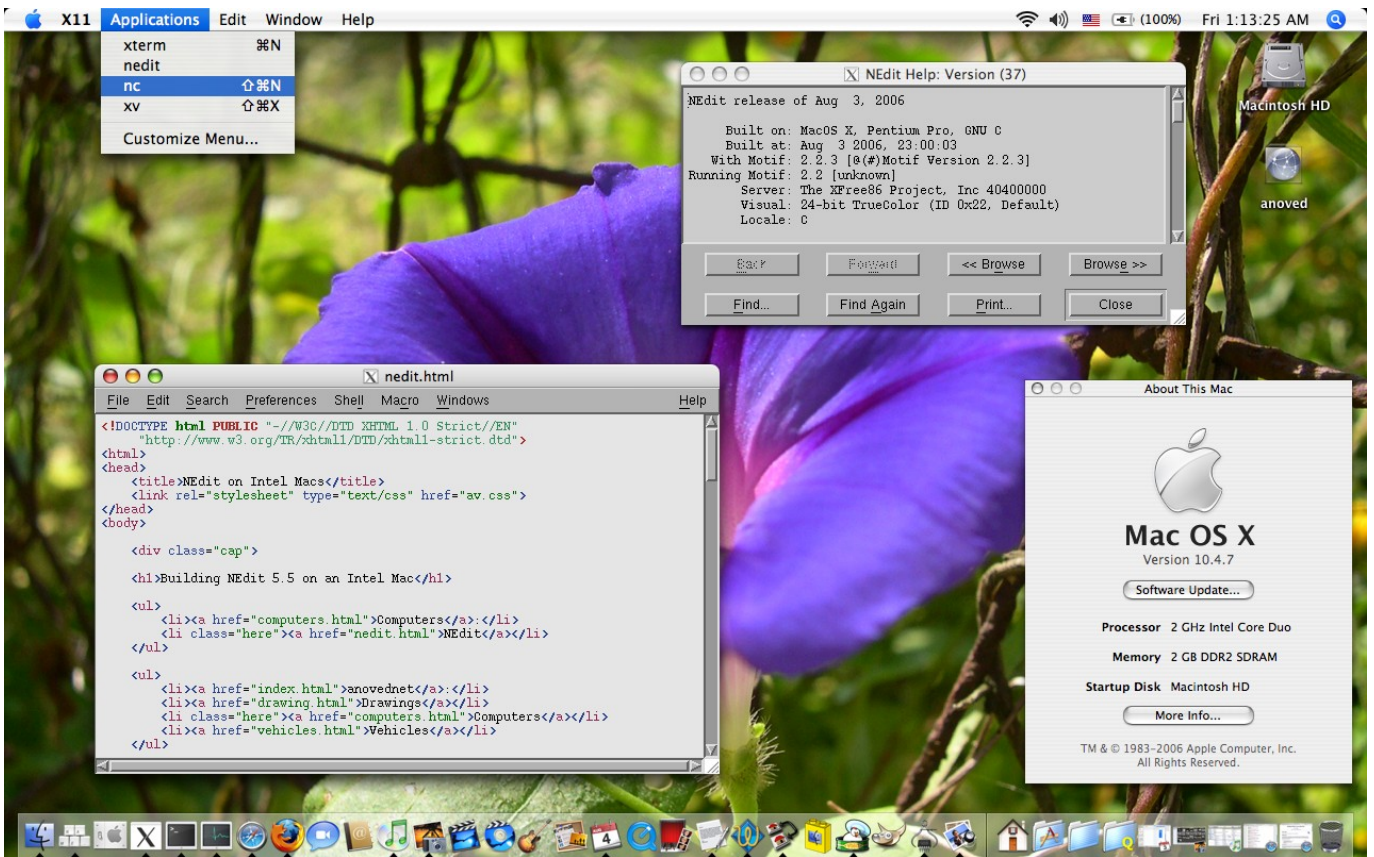 X11 Applications Edit Window Help (100%) Fri 1:13:25 AM
xterm ⌘N
nedit
nc ⇧⌘N
xv ⇧⌘X
Customize Menu...
NEdit Help: Version (37)
NEdit release of Aug 3, 2006
Built on: MacOS X, Pentium Pro, GNU C
Built at: Aug 3 2006, 23:00:03
With Motif: 2.2.3 [@(#)Motif Version 2.2.3]
Running Motif: 2.2 [unknown]
Server: The XFree86 Project, Inc 40400000
Visual: 24-bit TrueColor (ID 0x22, Default)
Locale: C
Back Forward << Browse Browse >>
Find... Find Again Print... Close
Macintosh HD
anoved
nedit.html
File Edit Search Preferences Shell Macro Windows Help
<!DOCTYPE html PUBLIC "-//W3C//DTD XHTML 1.0 Strict//EN"
"http://www.w3.org/TR/xhtml1/DTD/xhtml1-strict.dtd">
<html>
<head>
<title>NEdit on Intel Macs</title>
<link rel="stylesheet" type="text/css" href="av.css">
</head>
<body>
<div class="cap">
<h1>Building NEdit 5.5 on an Intel Mac</h1>
<ul>
<li><a href="computers.html">Computers</a>:</li>
<li class="here"><a href="nedit.html">NEdit</a></li>
</ul>
<ul>
<li><a href="index.html">anovednet</a>:</li>
<li><a href="drawing.html">Drawings</a></li>
<li class="here"><a href="computers.html">Computers</a></li>
<li><a href="vehicles.html">Vehicles</a></li>
</ul>
About This Mac
Mac OS X
Version 10.4.7
Software Update...
Processor 2 GHz Intel Core Duo
Memory 2 GB DDR2 SDRAM
Startup Disk Macintosh HD
More Info...
TM & © 1983-2006 Apple Computer, Inc.
All Rights Reserved.
4